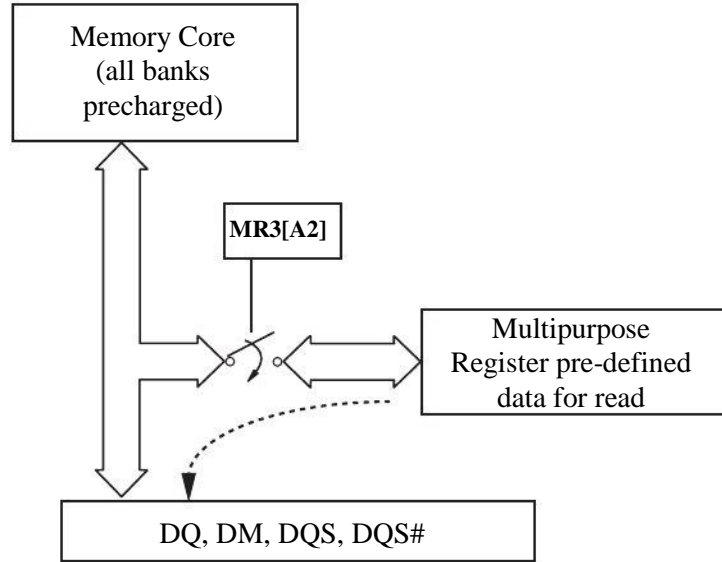 Memory Core
(all banks
precharged)
MR3[A2]
Multipurpose
Register pre-defined
data for read
DQ, DM, DQS, DQS#